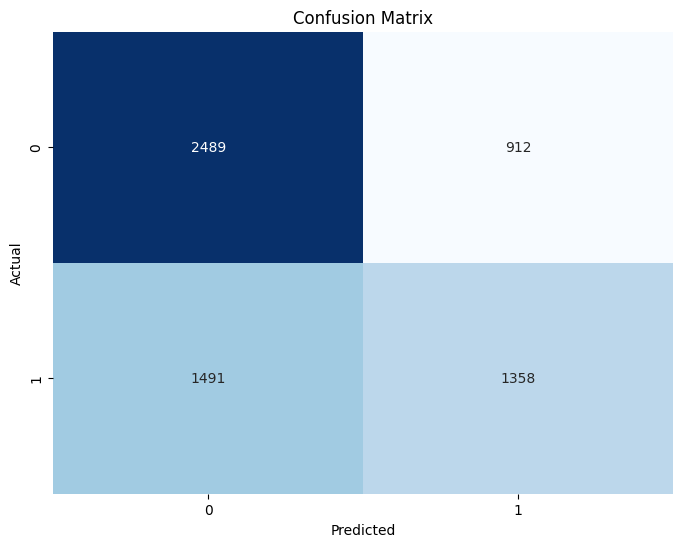 Confusion Matrix
Actual
0
2489 912
1
1491 1358
0 1
Predicted